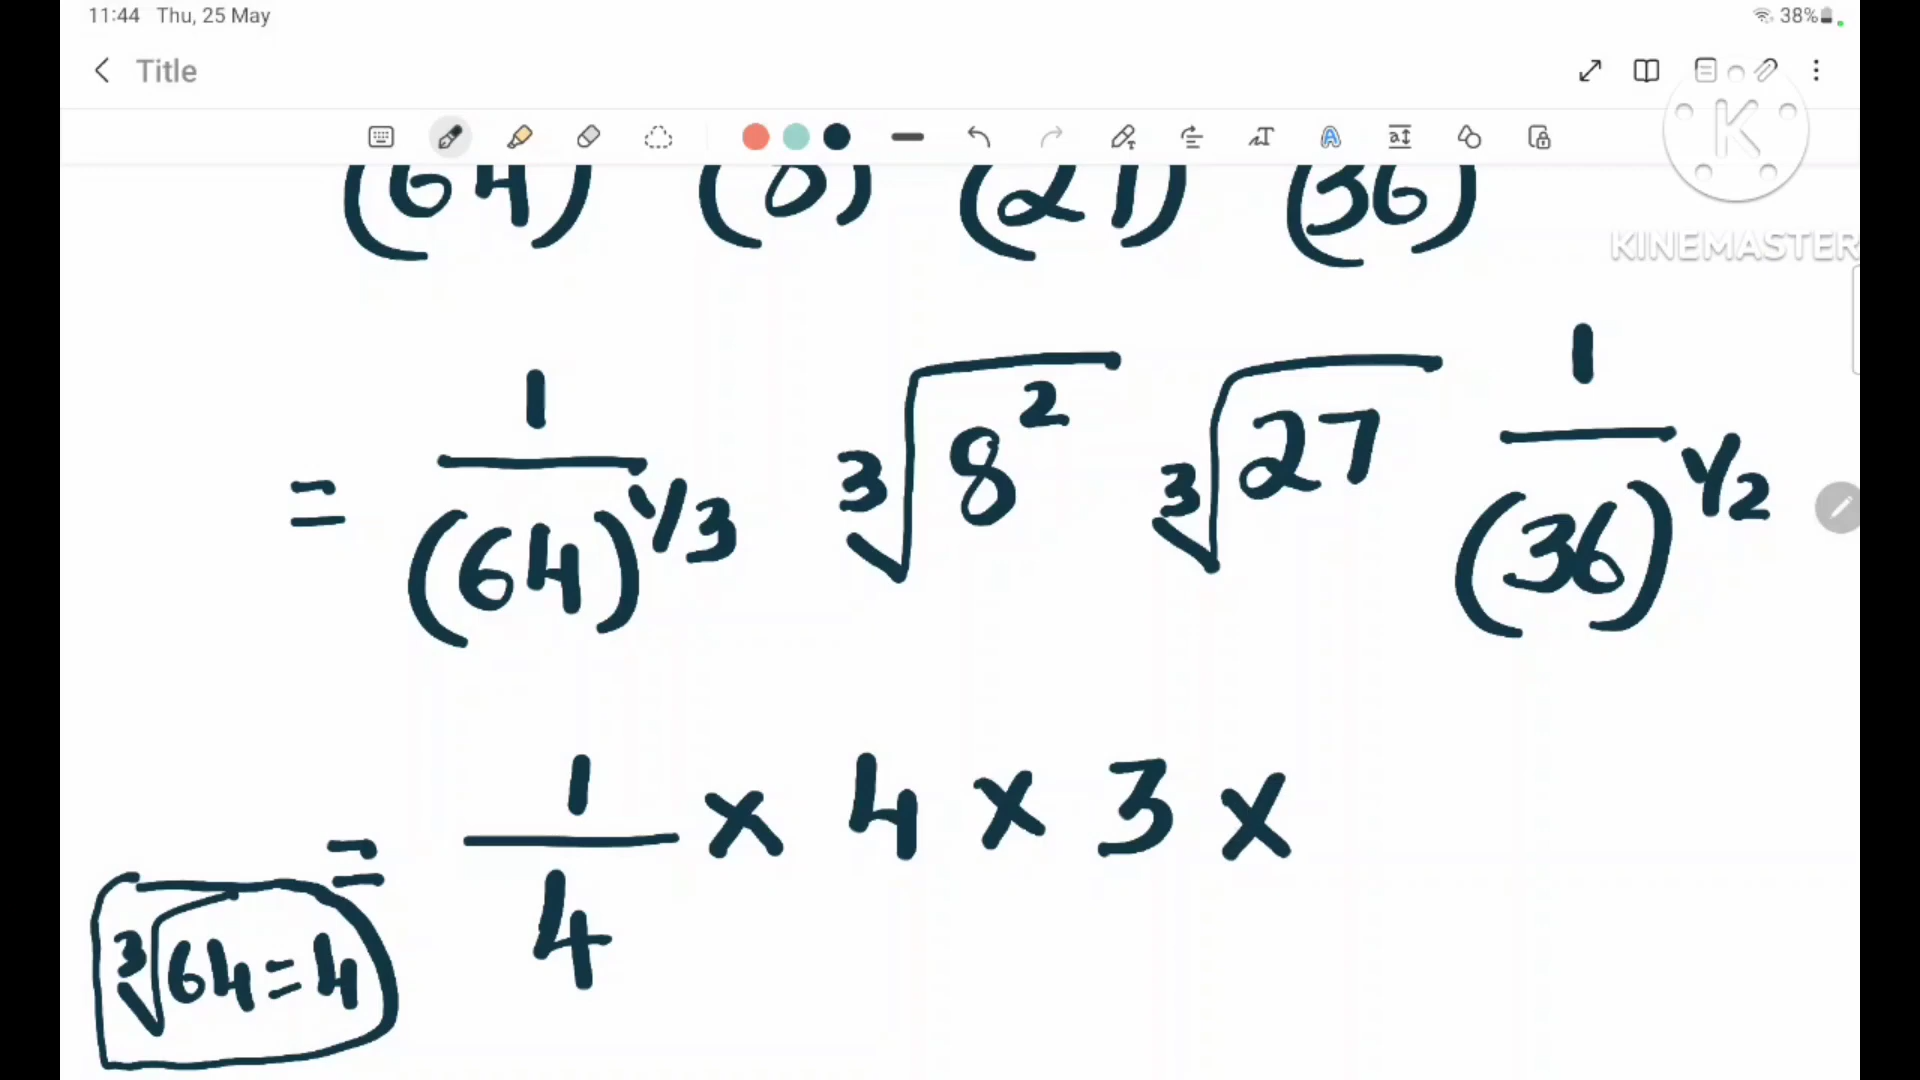 11:44 Thu, 25 May 38%
Title
K
KINEMASTER
(64) (8) (27) (36)
= 1/(64)^1/3 ∛8² ∛27 1/(36)^1/2
= 1/4 × 4 × 3 ×
∛64=4